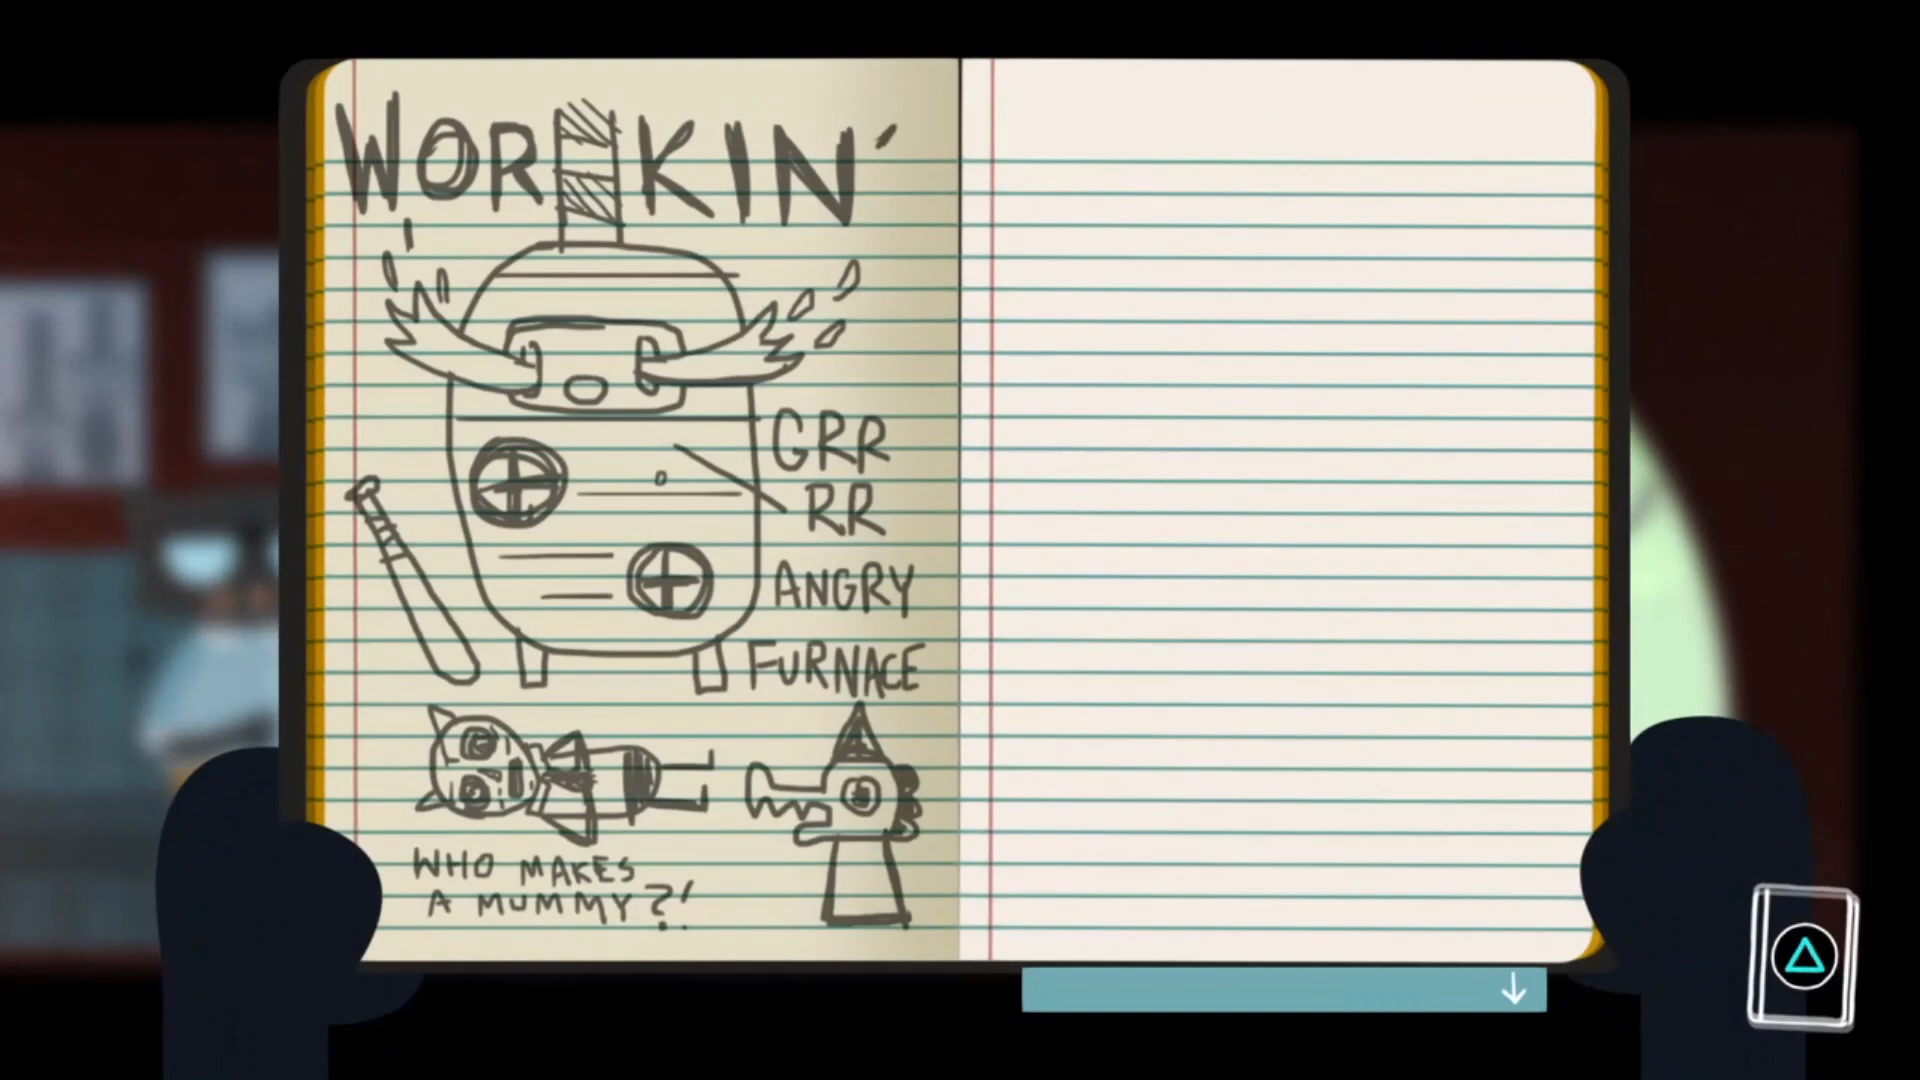 WORKIN'
GRR
RR
ANGRY
FURNACE
WHO MAKES
A MUMMY?!